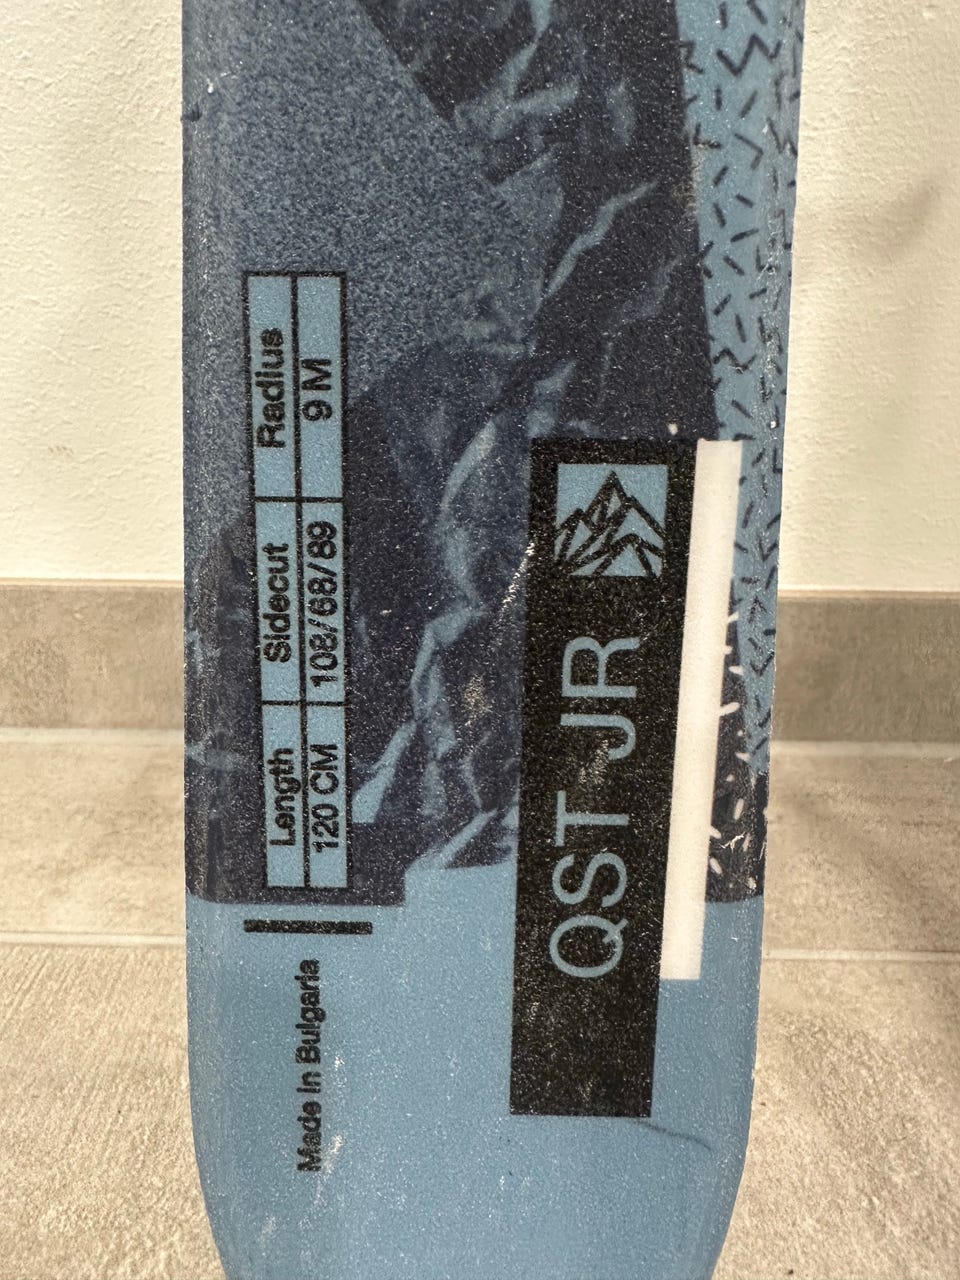 Length Sidecut Radius
120 CM 108/68/89 9 M
Made In Bulgaria
QST JR